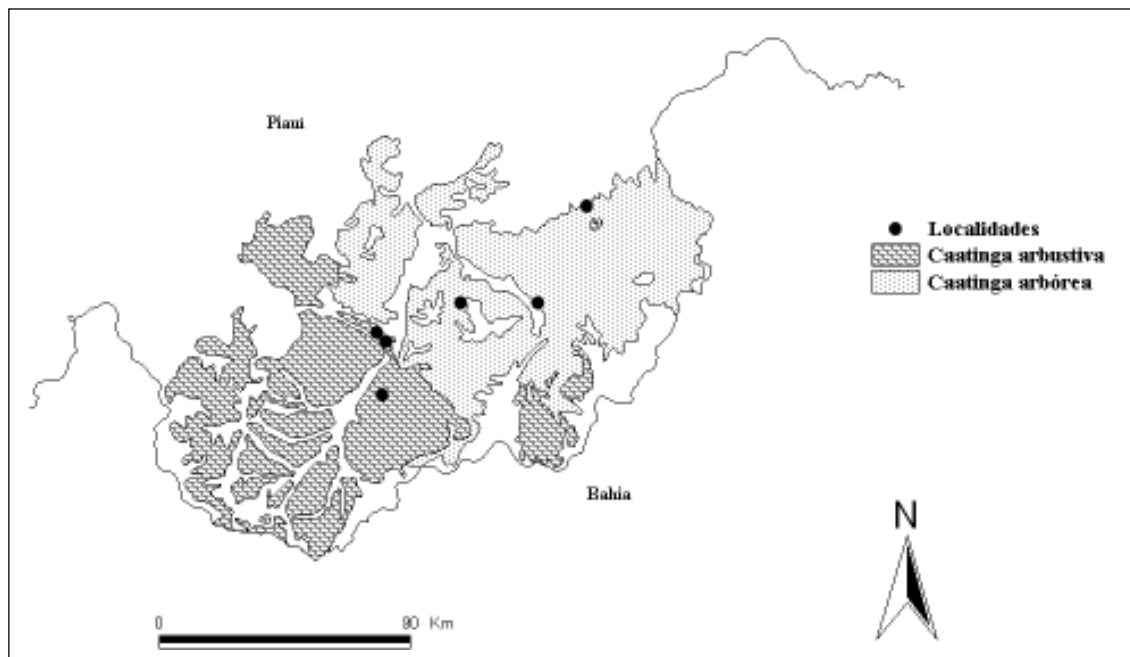 Piauí
Localidades
Caatinga arbustiva
Caatinga arbórea
Bahia
N
0 90 Km